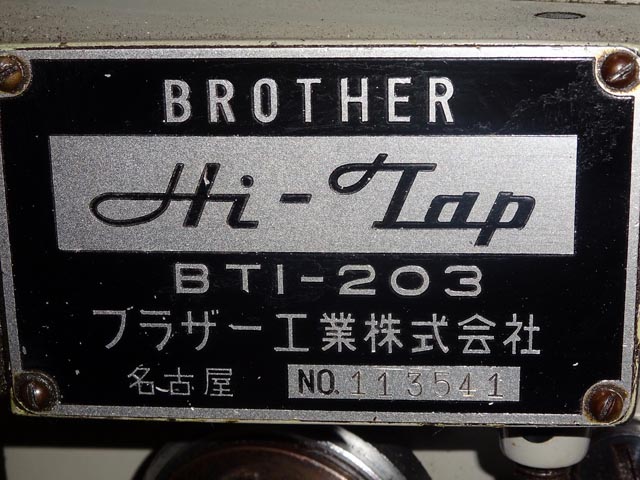 BROTHER
Hi-Tap
BT1-203
ブラザー工業株式会社
名古屋 NO. 113541